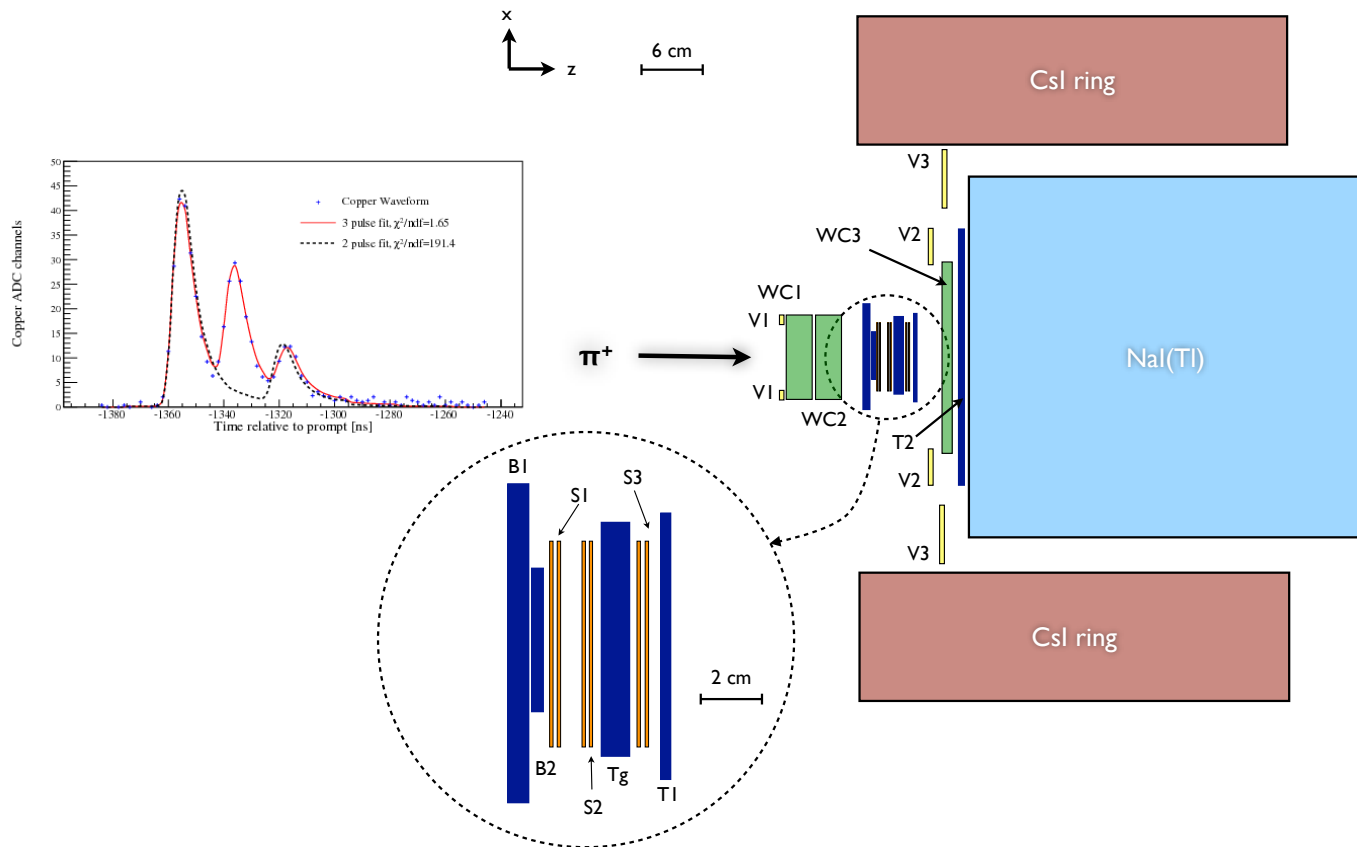 x
z
6 cm
CsI ring
50
45
40
35
30
25
20
15
10
5
0
Copper ADC channels
Copper Waveform
3 pulse fit, χ²/ndf=1.65
2 pulse fit, χ²/ndf=191.4
-1380
-1360
-1340
-1320
-1300
-1280
-1260
-1240
Time relative to prompt [ns]
π⁺
V3
V2
WC3
WC1
V1
V1
WC2
T2
V2
V3
NaI(Tl)
CsI ring
B1
S1
S3
2 cm
B2
S2
Tg
T1